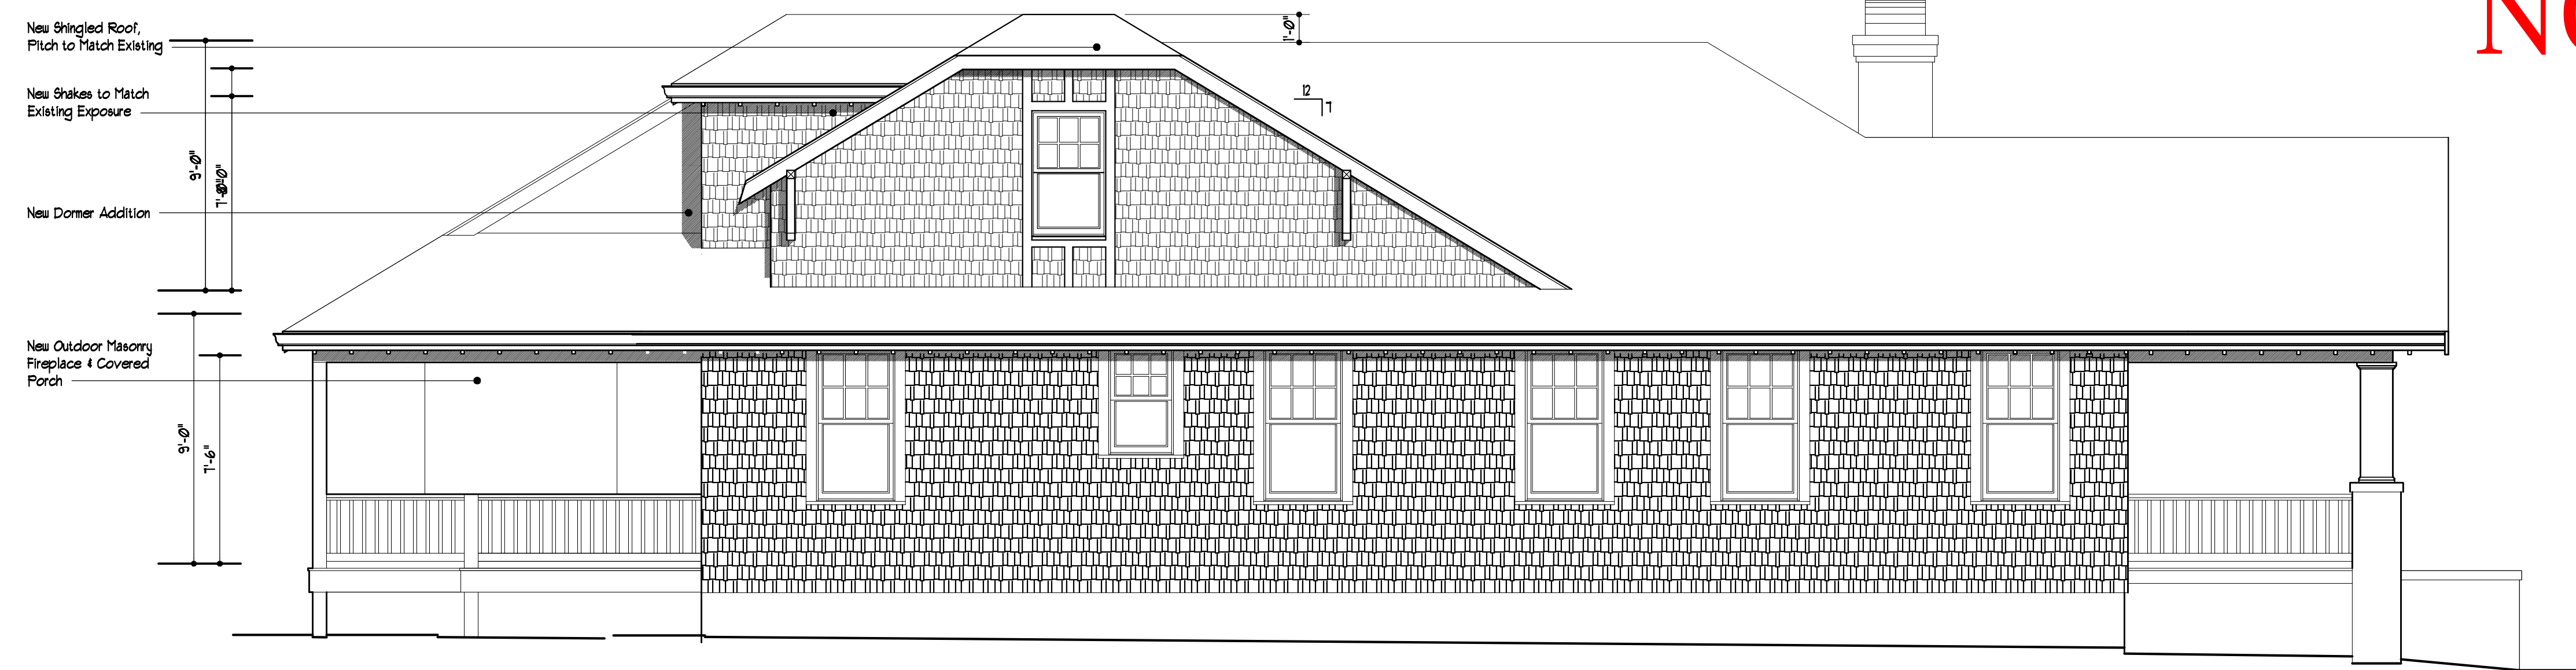 New Shingled Roof,
Pitch to Match Existing
1'-0"
New Shakes to Match
Existing Exposure
12
7
9'-0"
New Dormer Addition
New Outdoor Masonry
Fireplace & Covered
Porch
9'-0"
7'-6"